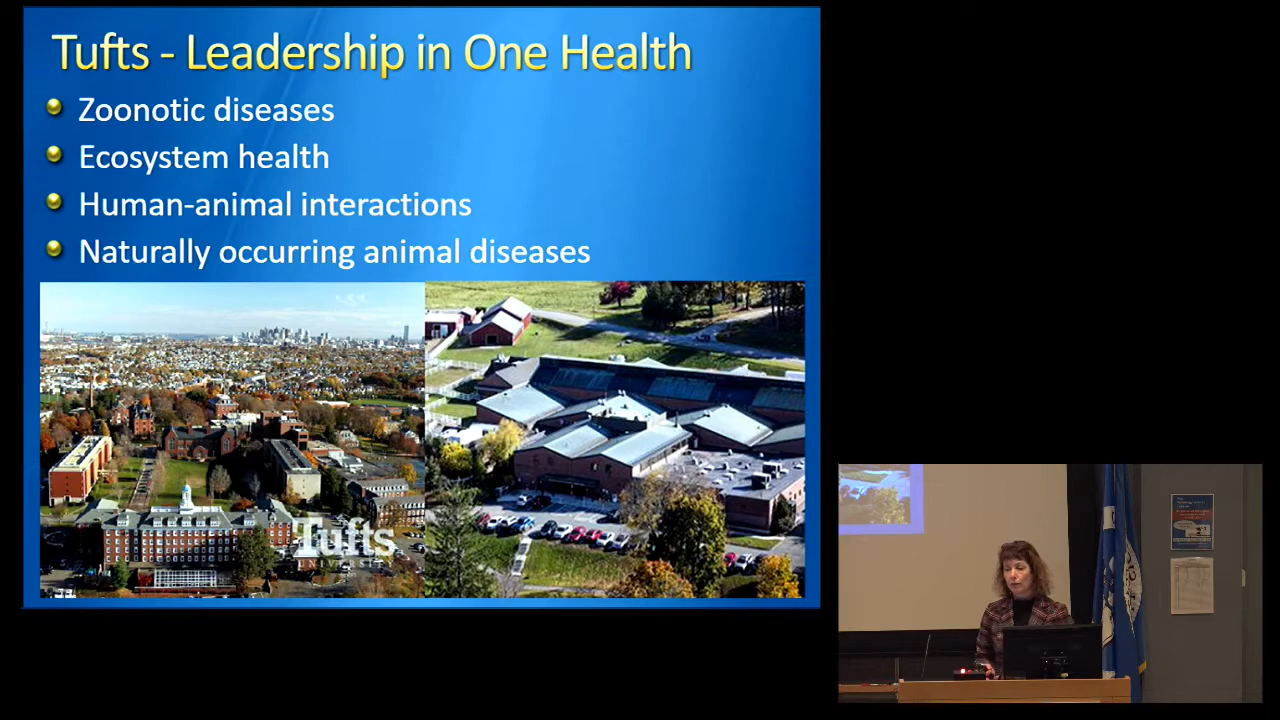 Tufts - Leadership in One Health
Zoonotic diseases
Ecosystem health
Human-animal interactions
Naturally occurring animal diseases
Tufts
UNIVERSITY